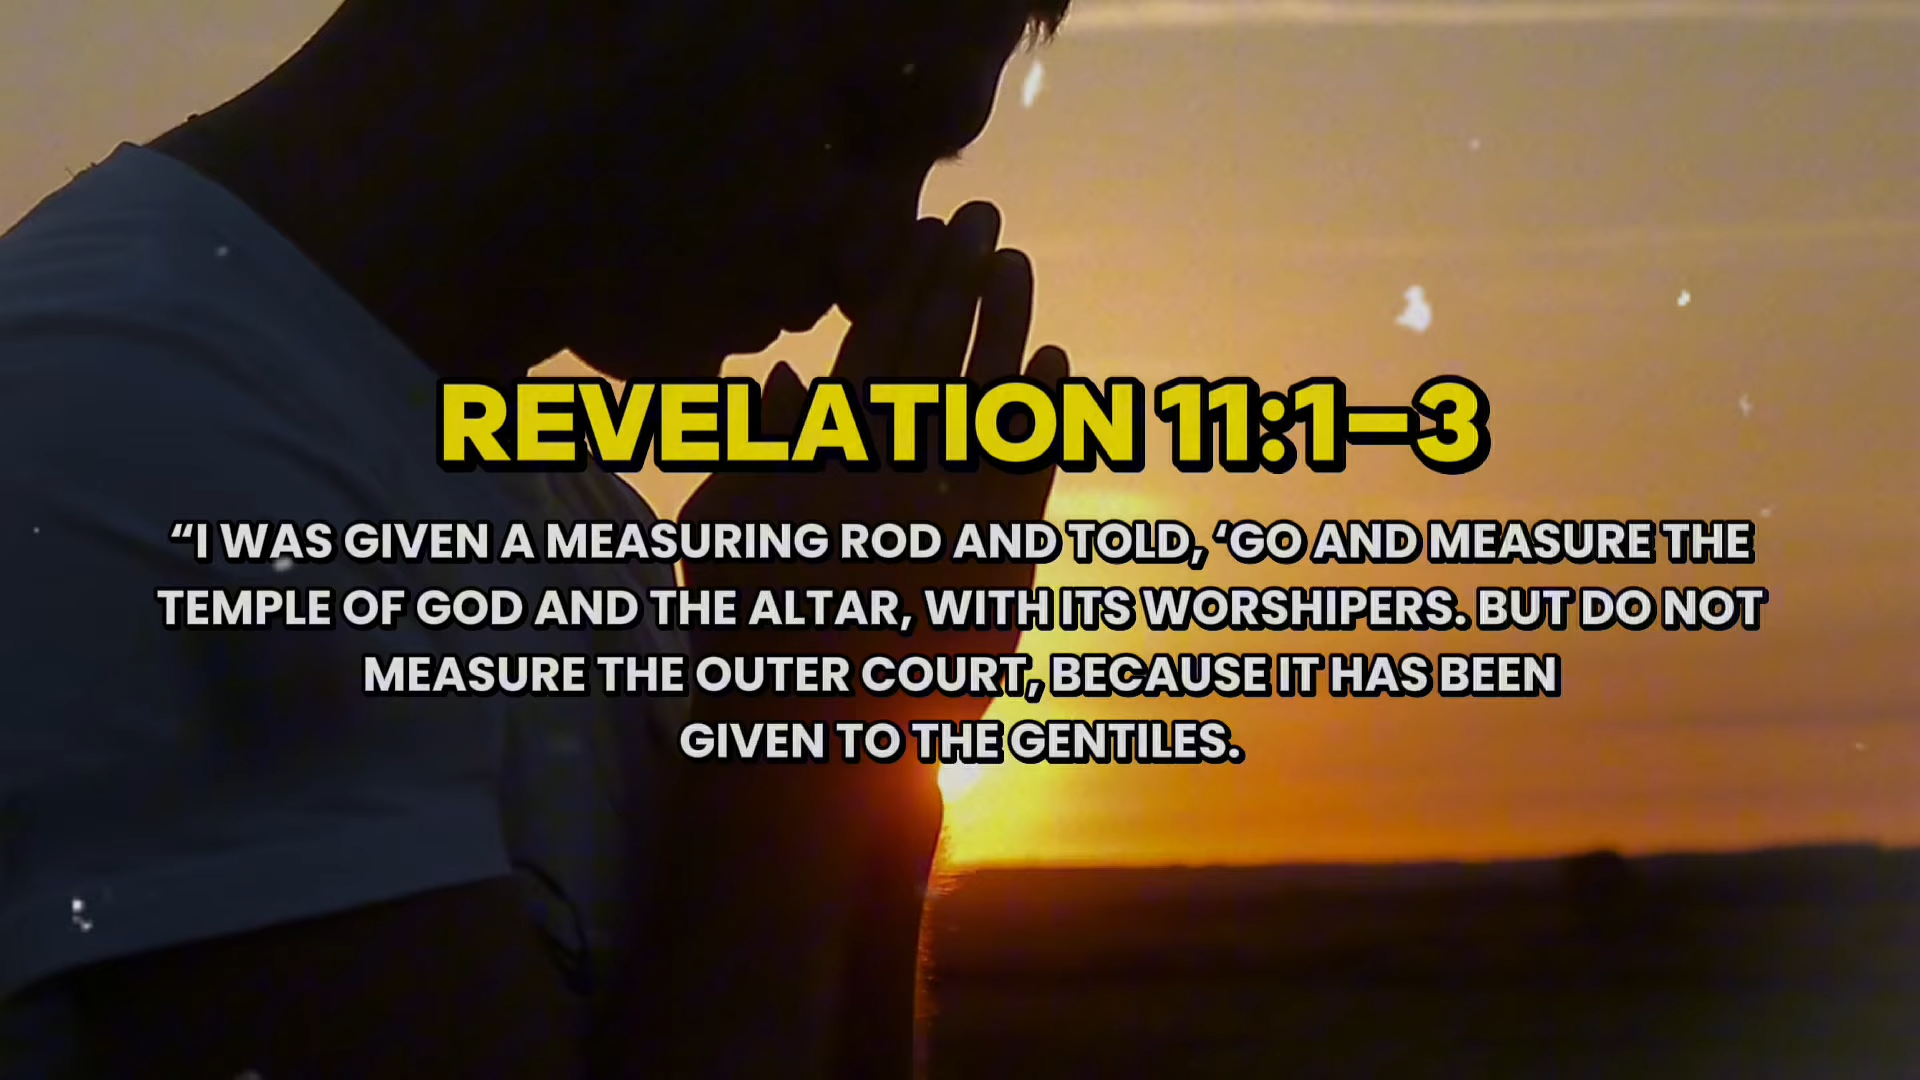 REVELATION 11:1–3
“I WAS GIVEN A MEASURING ROD AND TOLD, ‘GO AND MEASURE THE
TEMPLE OF GOD AND THE ALTAR, WITH ITS WORSHIPERS. BUT DO NOT
MEASURE THE OUTER COURT, BECAUSE IT HAS BEEN
GIVEN TO THE GENTILES.